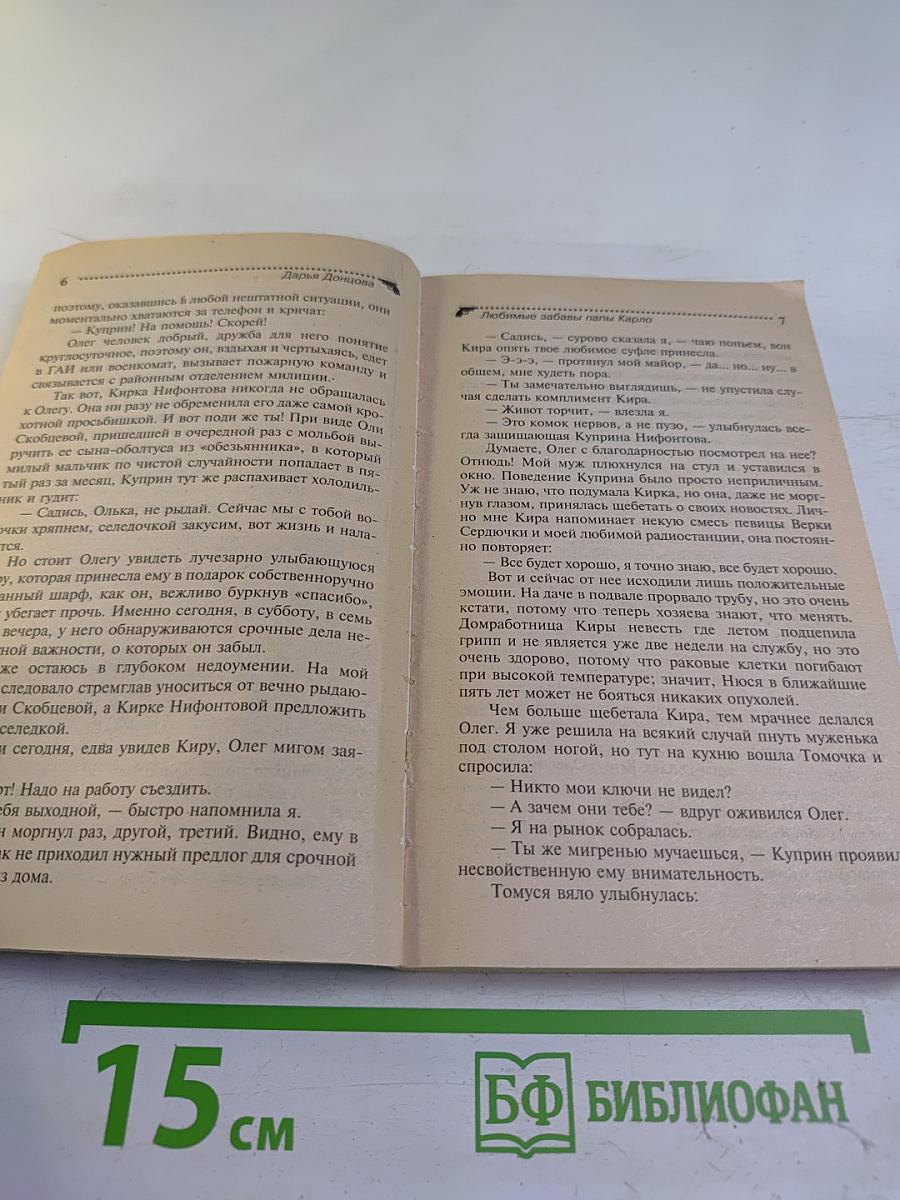 6
Дарья Донцова
поэтому, оказавшись в любой нештатной ситуации, они
моментально хватаются за телефон и кричат:
— Куприн! На помощь! Скорей!
Олег человек добрый, дружба для него понятие
круглосуточное, поэтому он, вздыхая и чертыхаясь, едет
в ГАИ или военкомат, вызывает пожарную команду и
связывается с районным отделением милиции.
Так вот, Кирка Нифонтова никогда не обращалась
к Олегу. Она ни разу не обременила его даже самой кро-
хотной просьбишкой. И вот поди же ты! При виде Оли
Скобцевой, пришедшей в очередной раз с мольбой вы-
ручить ее сына-оболтуса из «обезьянника», в который
милый мальчик по чистой случайности попадает в пя-
тый раз за месяц, Куприн тут же распахивает холодиль-
ник и гудит:
— Садись, Олька, не рыдай. Сейчас мы с тобой во-
очки хряпнем, селедочкой закусим, вот жизнь и нала-
тся.
Но стоит Олегу увидеть лучезарно улыбающуюся
ру, которая принесла ему в подарок собственноручно
анный шарф, как он, вежливо буркнув «спасибо»,
убегает прочь. Именно сегодня, в субботу, в семь
вечера, у него обнаруживаются срочные дела не-
ной важности, о которых он забыл.
же остаюсь в глубоком недоумении. На мой
следовало стремглав уноситься от вечно рыдаю-
и Скобцевой, а Кирке Нифонтовой предложить
селедкой.
и сегодня, едва увидев Киру, Олег мигом зая-
рт! Надо на работу съездить.
ебя выходной, — быстро напомнила я.
н моргнул раз, другой, третий. Видно, ему в
ак не приходил нужный предлог для срочной
из дома.
Любимые забавы папы Карло
7
— Садись, — сурово сказала я, — чаю попьем, вон
Кира опять твое любимое суфле принесла.
— Э-э-э, — протянул мой майор, — да... но... ну... в
общем, мне худеть пора.
— Ты замечательно выглядишь, — не упустила слу-
чая сделать комплимент Кира.
— Живот торчит, — влезла я.
— Это комок нервов, а не пузо, — улыбнулась все-
гда защищающая Куприна Нифонтова.
Думаете, Олег с благодарностью посмотрел на нее?
Отнюдь! Мой муж плюхнулся на стул и уставился в
окно. Поведение Куприна было просто неприличным.
Уж не знаю, что подумала Кирка, но она, даже не морг-
нув глазом, принялась щебетать о своих новостях. Лич-
но мне Кира напоминает некую смесь певицы Верки
Сердючки и моей любимой радиостанции, она постоян-
но повторяет:
— Все будет хорошо, я точно знаю, все будет хорошо.
Вот и сейчас от нее исходили лишь положительные
эмоции. На даче в подвале прорвало трубу, но это очень
кстати, потому что теперь хозяева знают, что менять.
Домработница Киры невесть где летом подцепила
грипп и не является уже две недели на службу, но это
очень здорово, потому что раковые клетки погибают
при высокой температуре; значит, Нюся в ближайшие
пять лет может не бояться никаких опухолей.
Чем больше щебетала Кира, тем мрачнее делался
Олег. Я уже решила на всякий случай пнуть муженька
под столом ногой, но тут на кухню вошла Томочка и
спросила:
— Никто мои ключи не видел?
— А зачем они тебе? — вдруг оживился Олег.
— Я на рынок собралась.
— Ты же мигренью мучаешься, — Куприн проявил
несвойственную ему внимательность.
Томуся вяло улыбнулась:
15 см
БФ БИБЛИОФАН